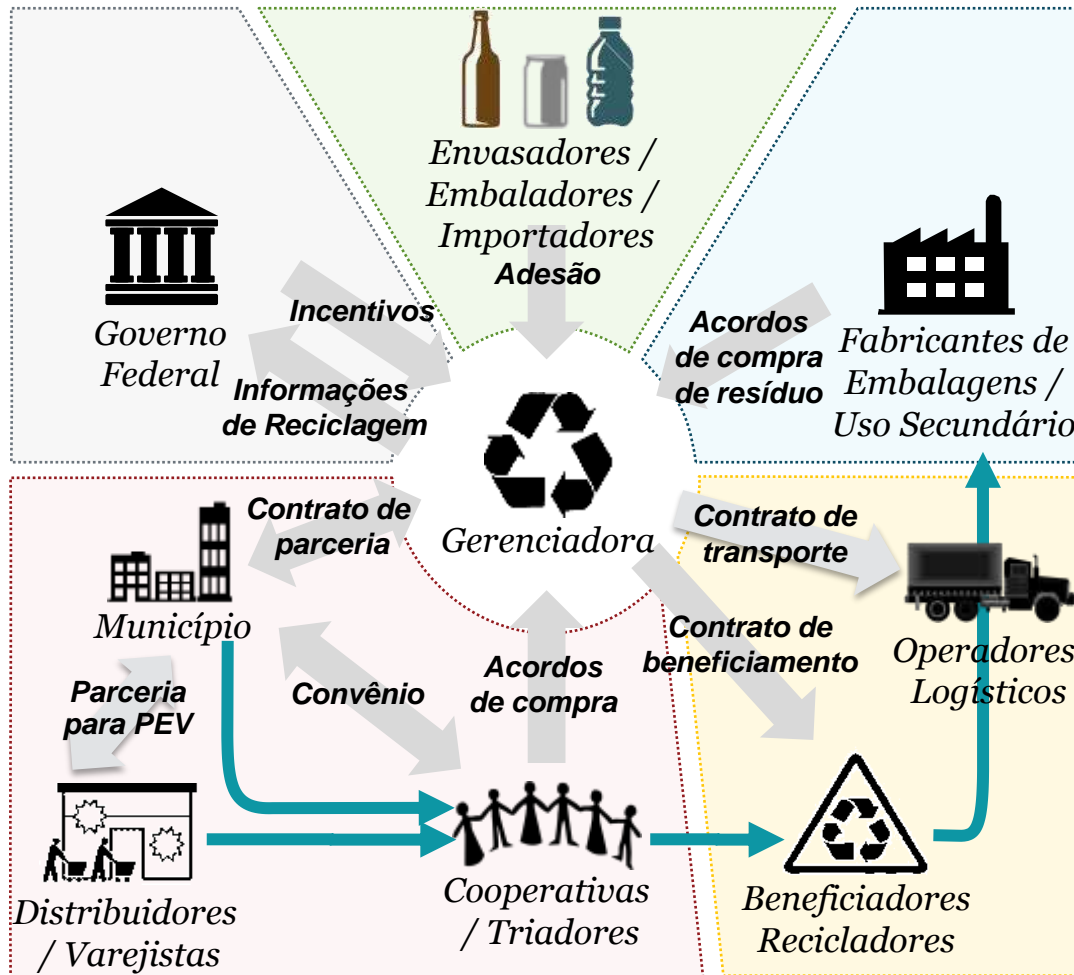 Envasadores /
Embaladores /
Importadores
Adesão
Governo
Federal
Incentivos
Informações
de Reciclagem
Acordos
de compra
de resíduo
Fabricantes de
Embalagens /
Uso Secundário
Gerenciadora
Contrato de
parceria
Município
Contrato de
transporte
Operadores
Logísticos
Contrato de
beneficiamento
Parceria
para PEV
Convênio
Acordos
de compra
Distribuidores
/ Varejistas
Cooperativas
/ Triadores
Beneficiadores
Recicladores